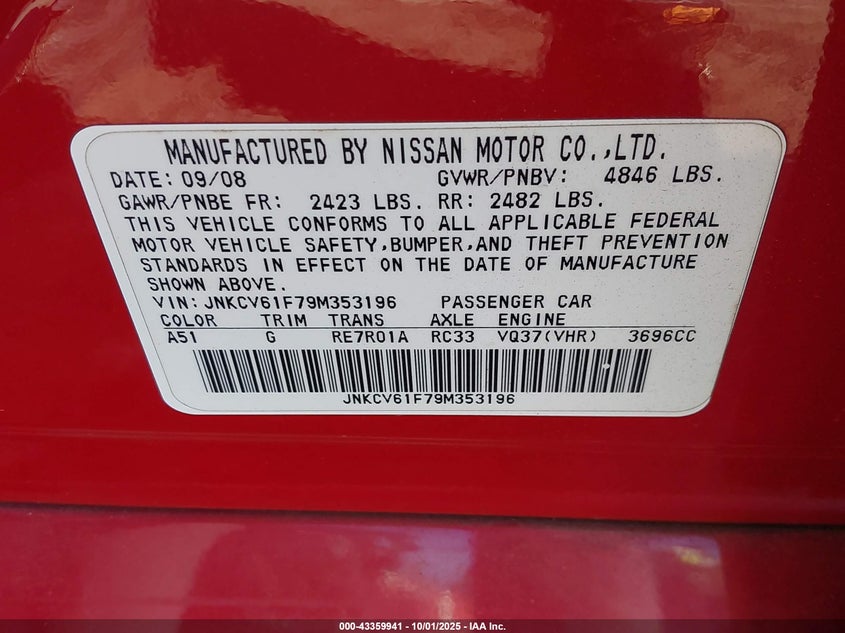 MANUFACTURED BY NISSAN MOTOR CO.,LTD.
DATE: 09/08 GVWR/PNBV: 4846 LBS.
GAWR/PNBE FR: 2423 LBS. RR: 2482 LBS.
THIS VEHICLE CONFORMS TO ALL APPLICABLE FEDERAL
MOTOR VEHICLE SAFETY,BUMPER,AND THEFT PREVENTION
STANDARDS IN EFFECT ON THE DATE OF MANUFACTURE
SHOWN ABOVE.
VIN: JNKCV61F79M353196 PASSENGER CAR
COLOR TRIM TRANS AXLE ENGINE
A51 G RE7R01A RC33 VQ37(VHR) 3696CC
JNKCV61F79M353196
000-43359941 - 10/01/2025 - IAA Inc.